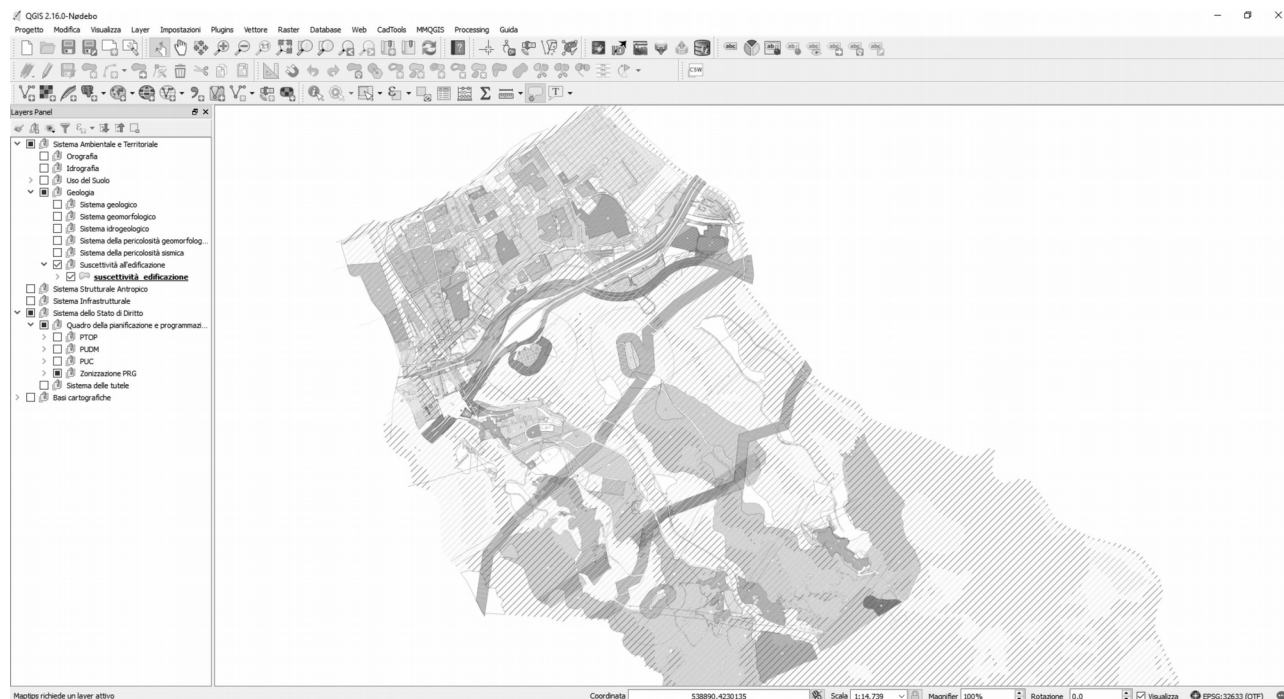 QGIS 2.16.0-Nødebo
Progetto Modifica Visualizza Layer Impostazioni Plugins Vettore Raster Database Web CadTools MMQGIS Processing Guida
CSW
Layers Panel
Sistema Ambientale e Territoriale
Orografia
Idrografia
Uso del Suolo
Geologia
Sistema geologico
Sistema geomorfologico
Sistema idrogeologico
Sistema della pericolosità geomorfolog...
Sistema della pericolosità sismica
Suscettività all'edificazione
suscettività_edificazione
Sistema Strutturale Antropico
Sistema Infrastrutturale
Sistema dello Stato di Diritto
Quadro della pianificazione e programmazi...
PTOP
PUDM
PUC
Zonizzazione PRG
Sistema delle tutele
Basi cartografiche
Maptips richiede un layer attivo Coordinata 538890,4230135 Scala 1:14.739 Magnifier 100% Rotazione 0,0 Visualizza EPSG:32633 (OTF)